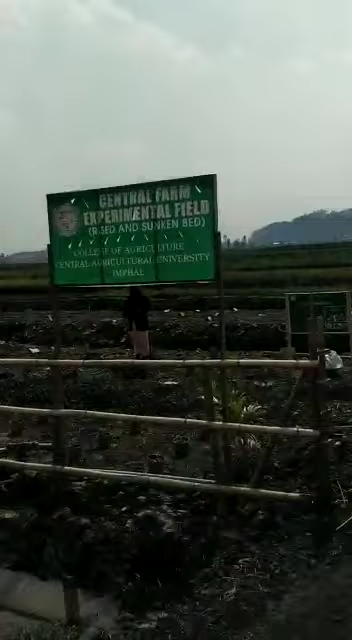 CENTRAL FARM
EXPERIMENTAL FIELD
(RISED AND SUNKEN BED)
COLLEGE OF AGRICULTURE
CENTRAL AGRICULTURAL UNIVERSITY
IMPHAL